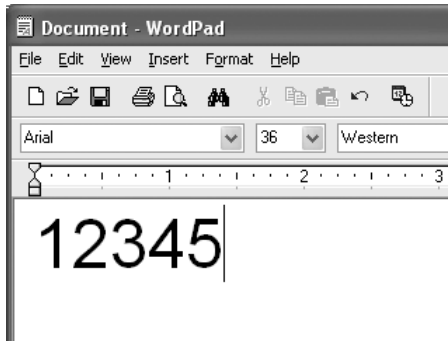 Document - WordPad
File Edit View Insert Format Help
Arial 36 Western
1 2 3
12345